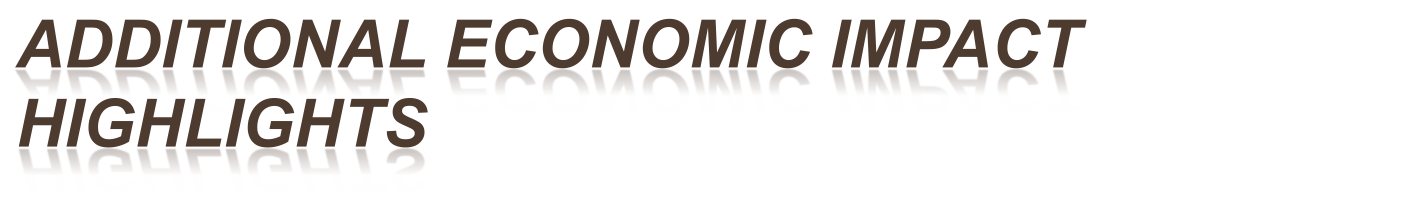 ADDITIONAL ECONOMIC IMPACT
HIGHLIGHTS